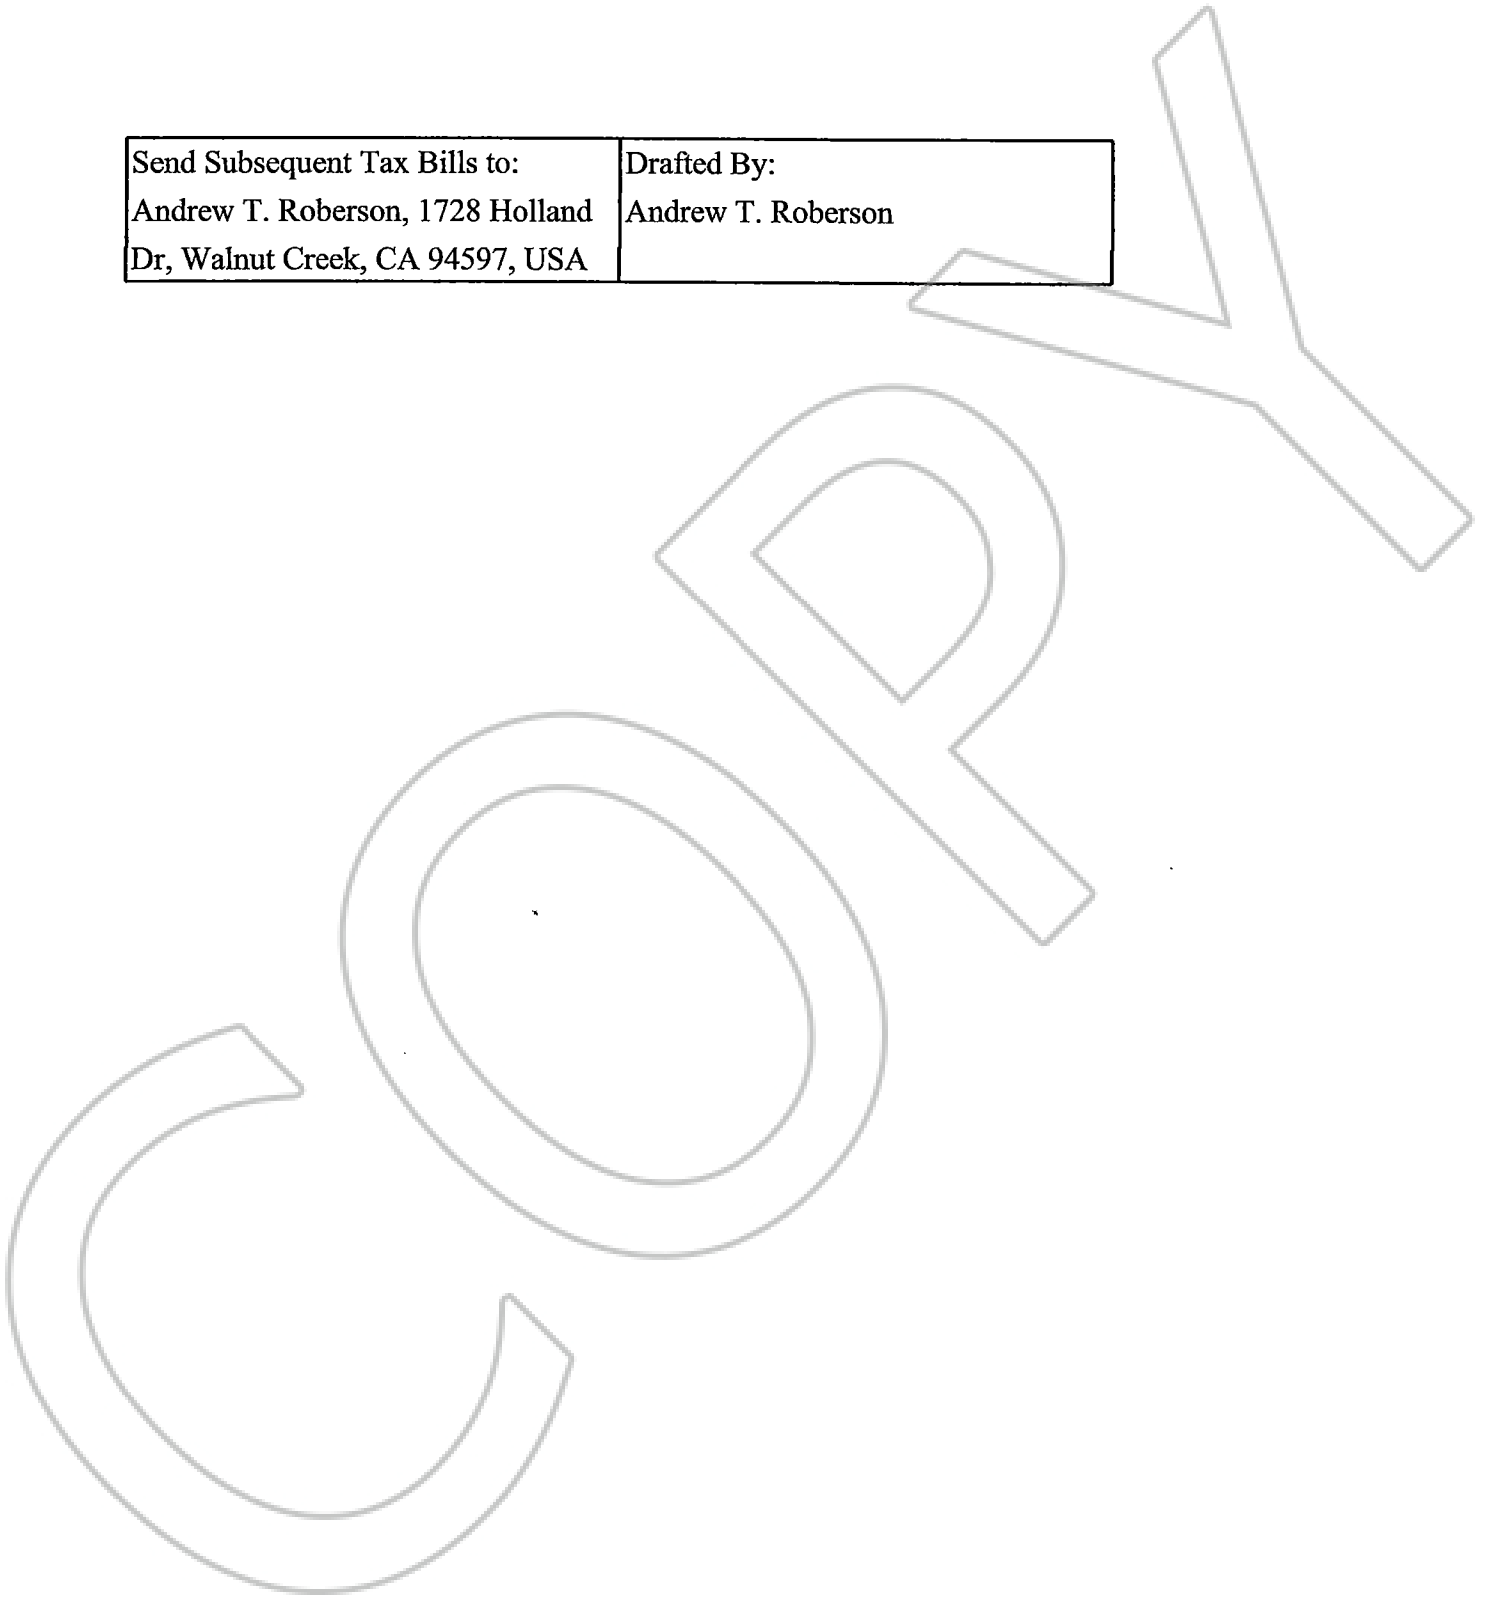 Send Subsequent Tax Bills to:
Andrew T. Roberson, 1728 Holland
Dr, Walnut Creek, CA 94597, USA
Drafted By:
Andrew T. Roberson
COPY